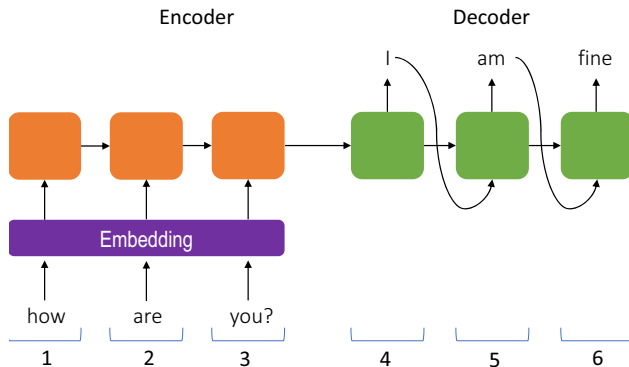 Encoder Decoder
I am fine
Embedding
how are you?
1 2 3 4 5 6